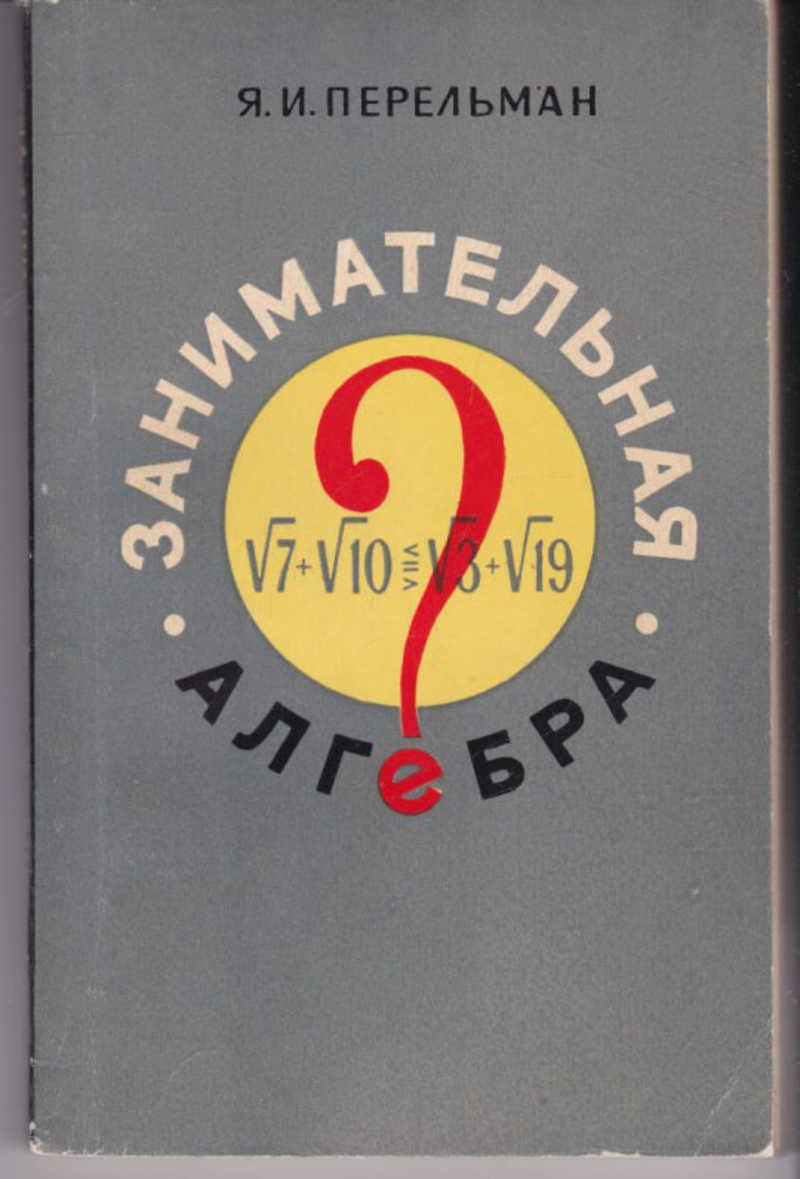 Я. И. ПЕРЕЛЬМАН
ЗАНИМАТЕЛЬНАЯ
?
√7+√10 ⪋ √3+√19
• АЛГеБРА •